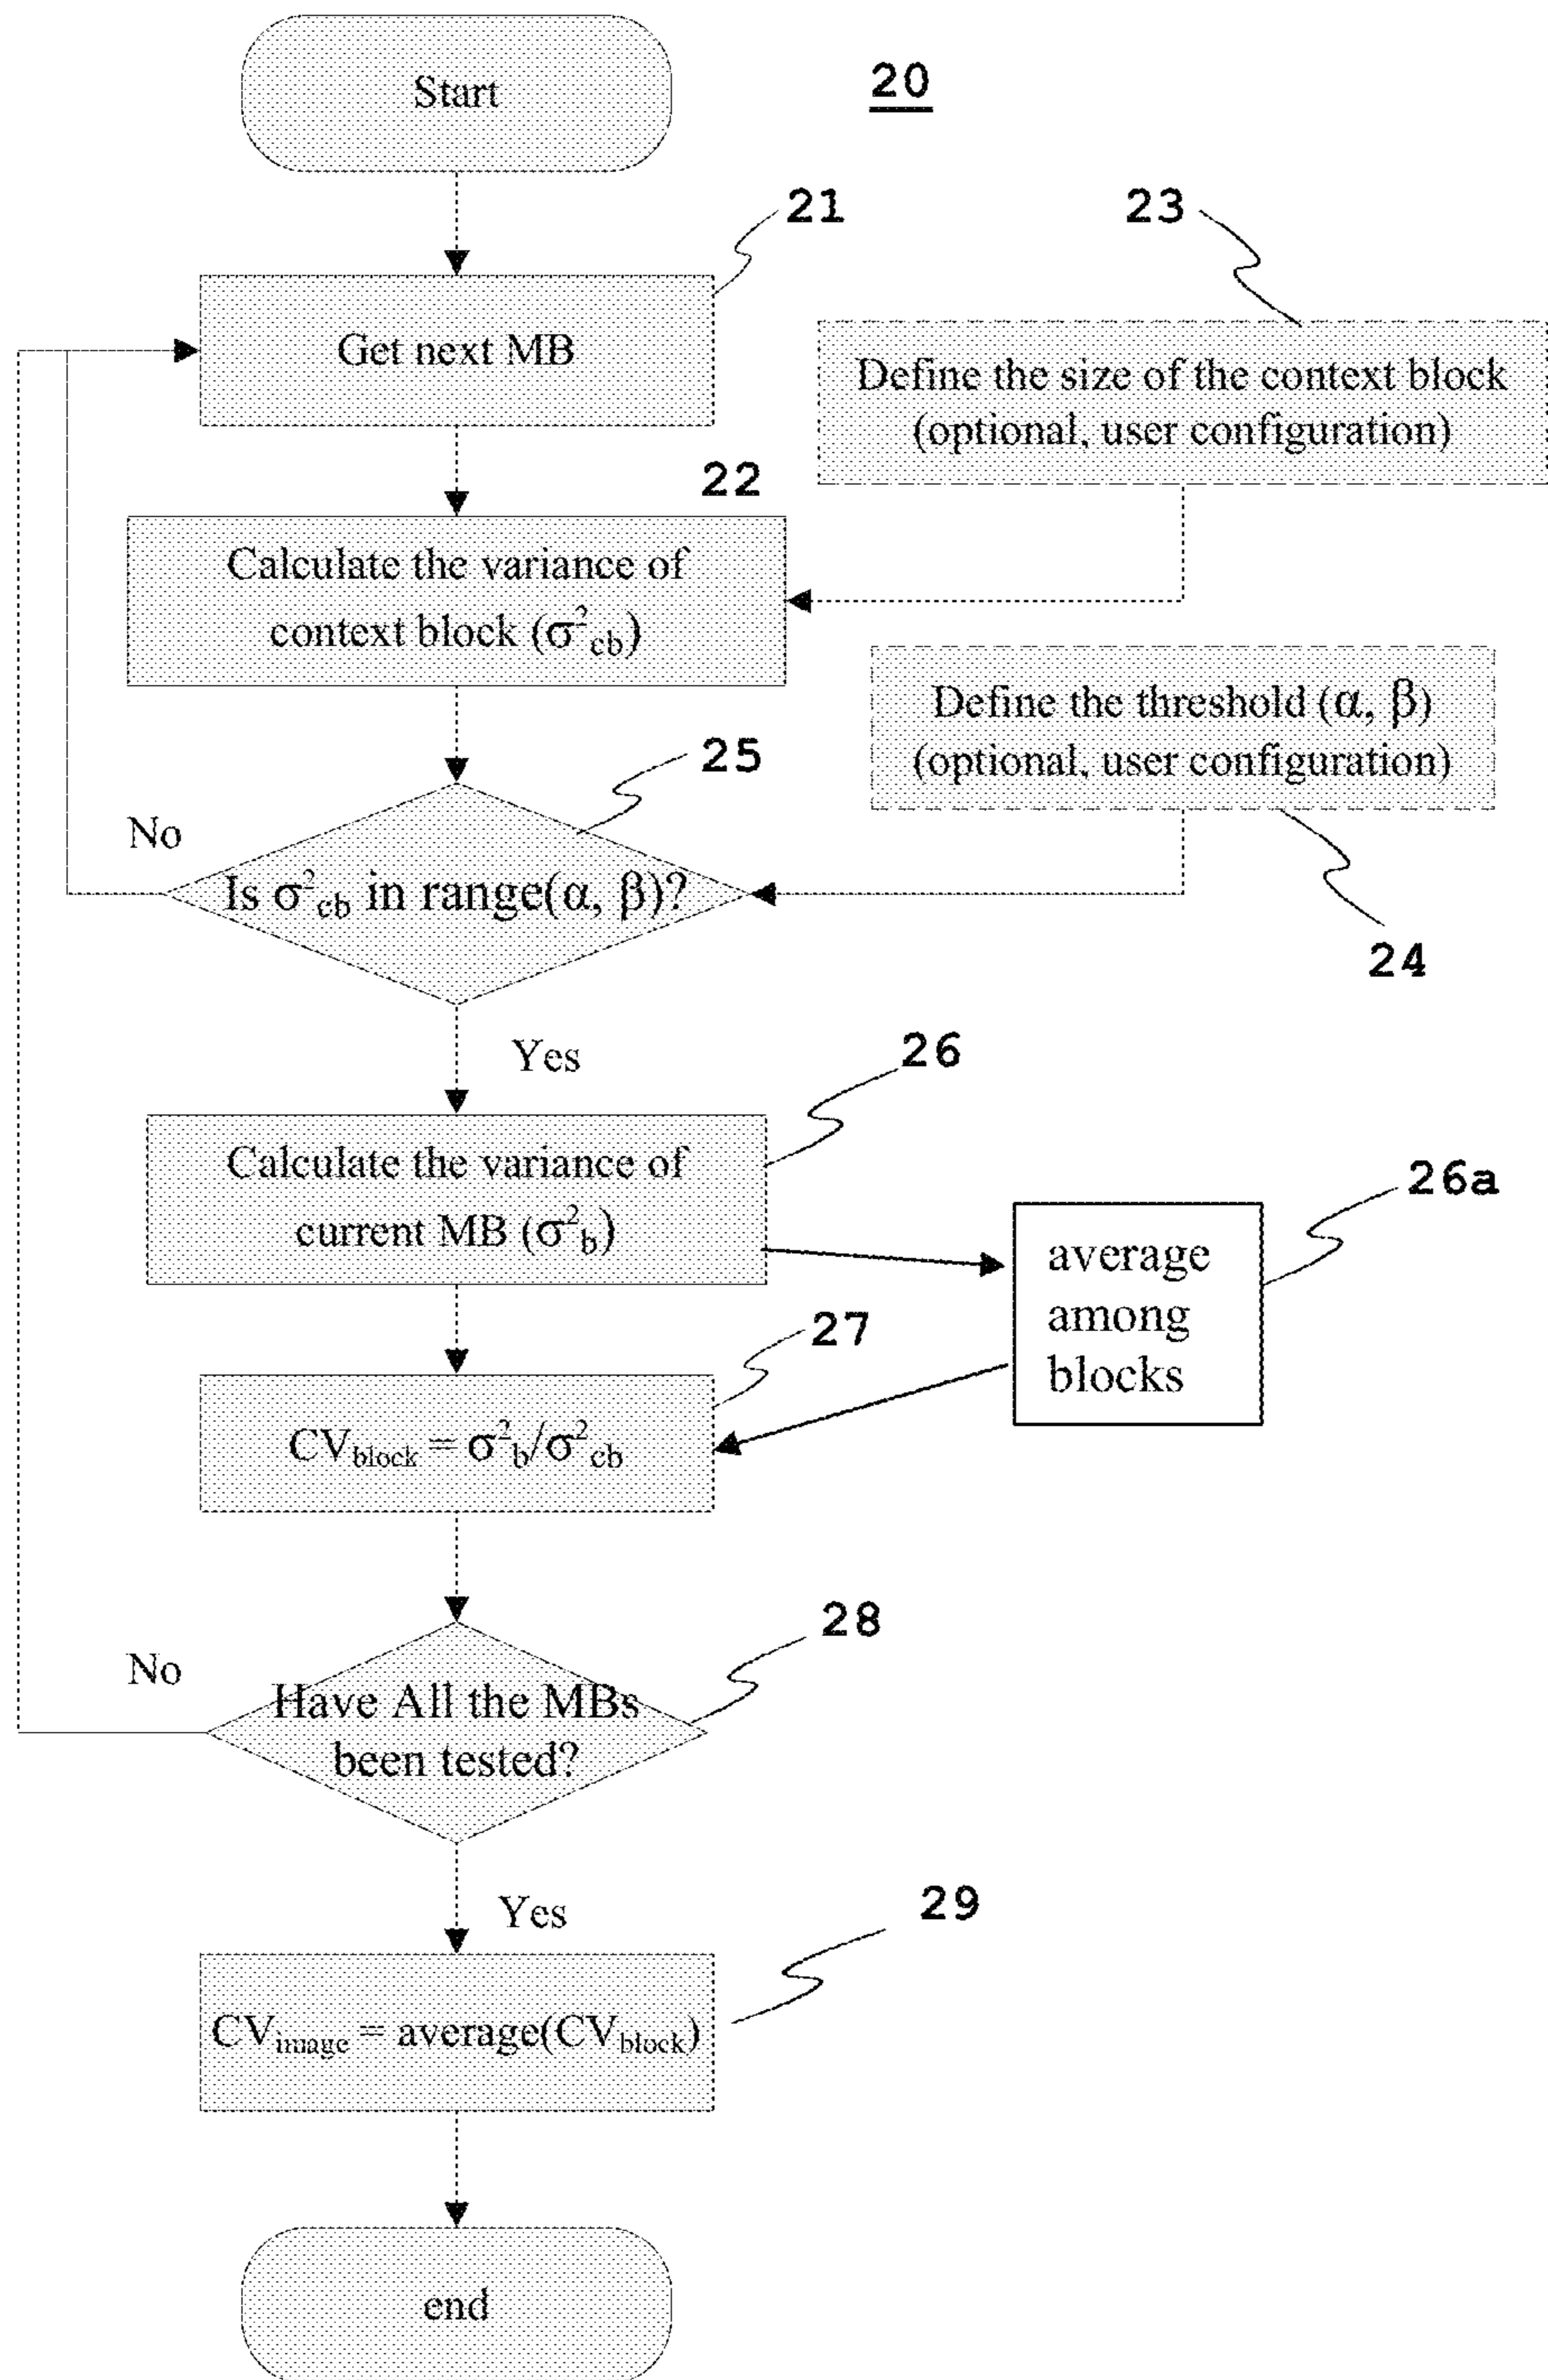 Start
20
21
23
Get next MB
Define the size of the context block
(optional, user configuration)
22
Calculate the variance of
context block (σ²cb)
Define the threshold (α, β)
(optional, user configuration)
25
No
Is σ²cb in range(α, β)?
24
Yes
26
Calculate the variance of
current MB (σ²b)
26a
average
among
blocks
27
CVblock = σ²b/σ²cb
28
No
Have All the MBs
been tested?
Yes
29
CVimage = average(CVblock)
end